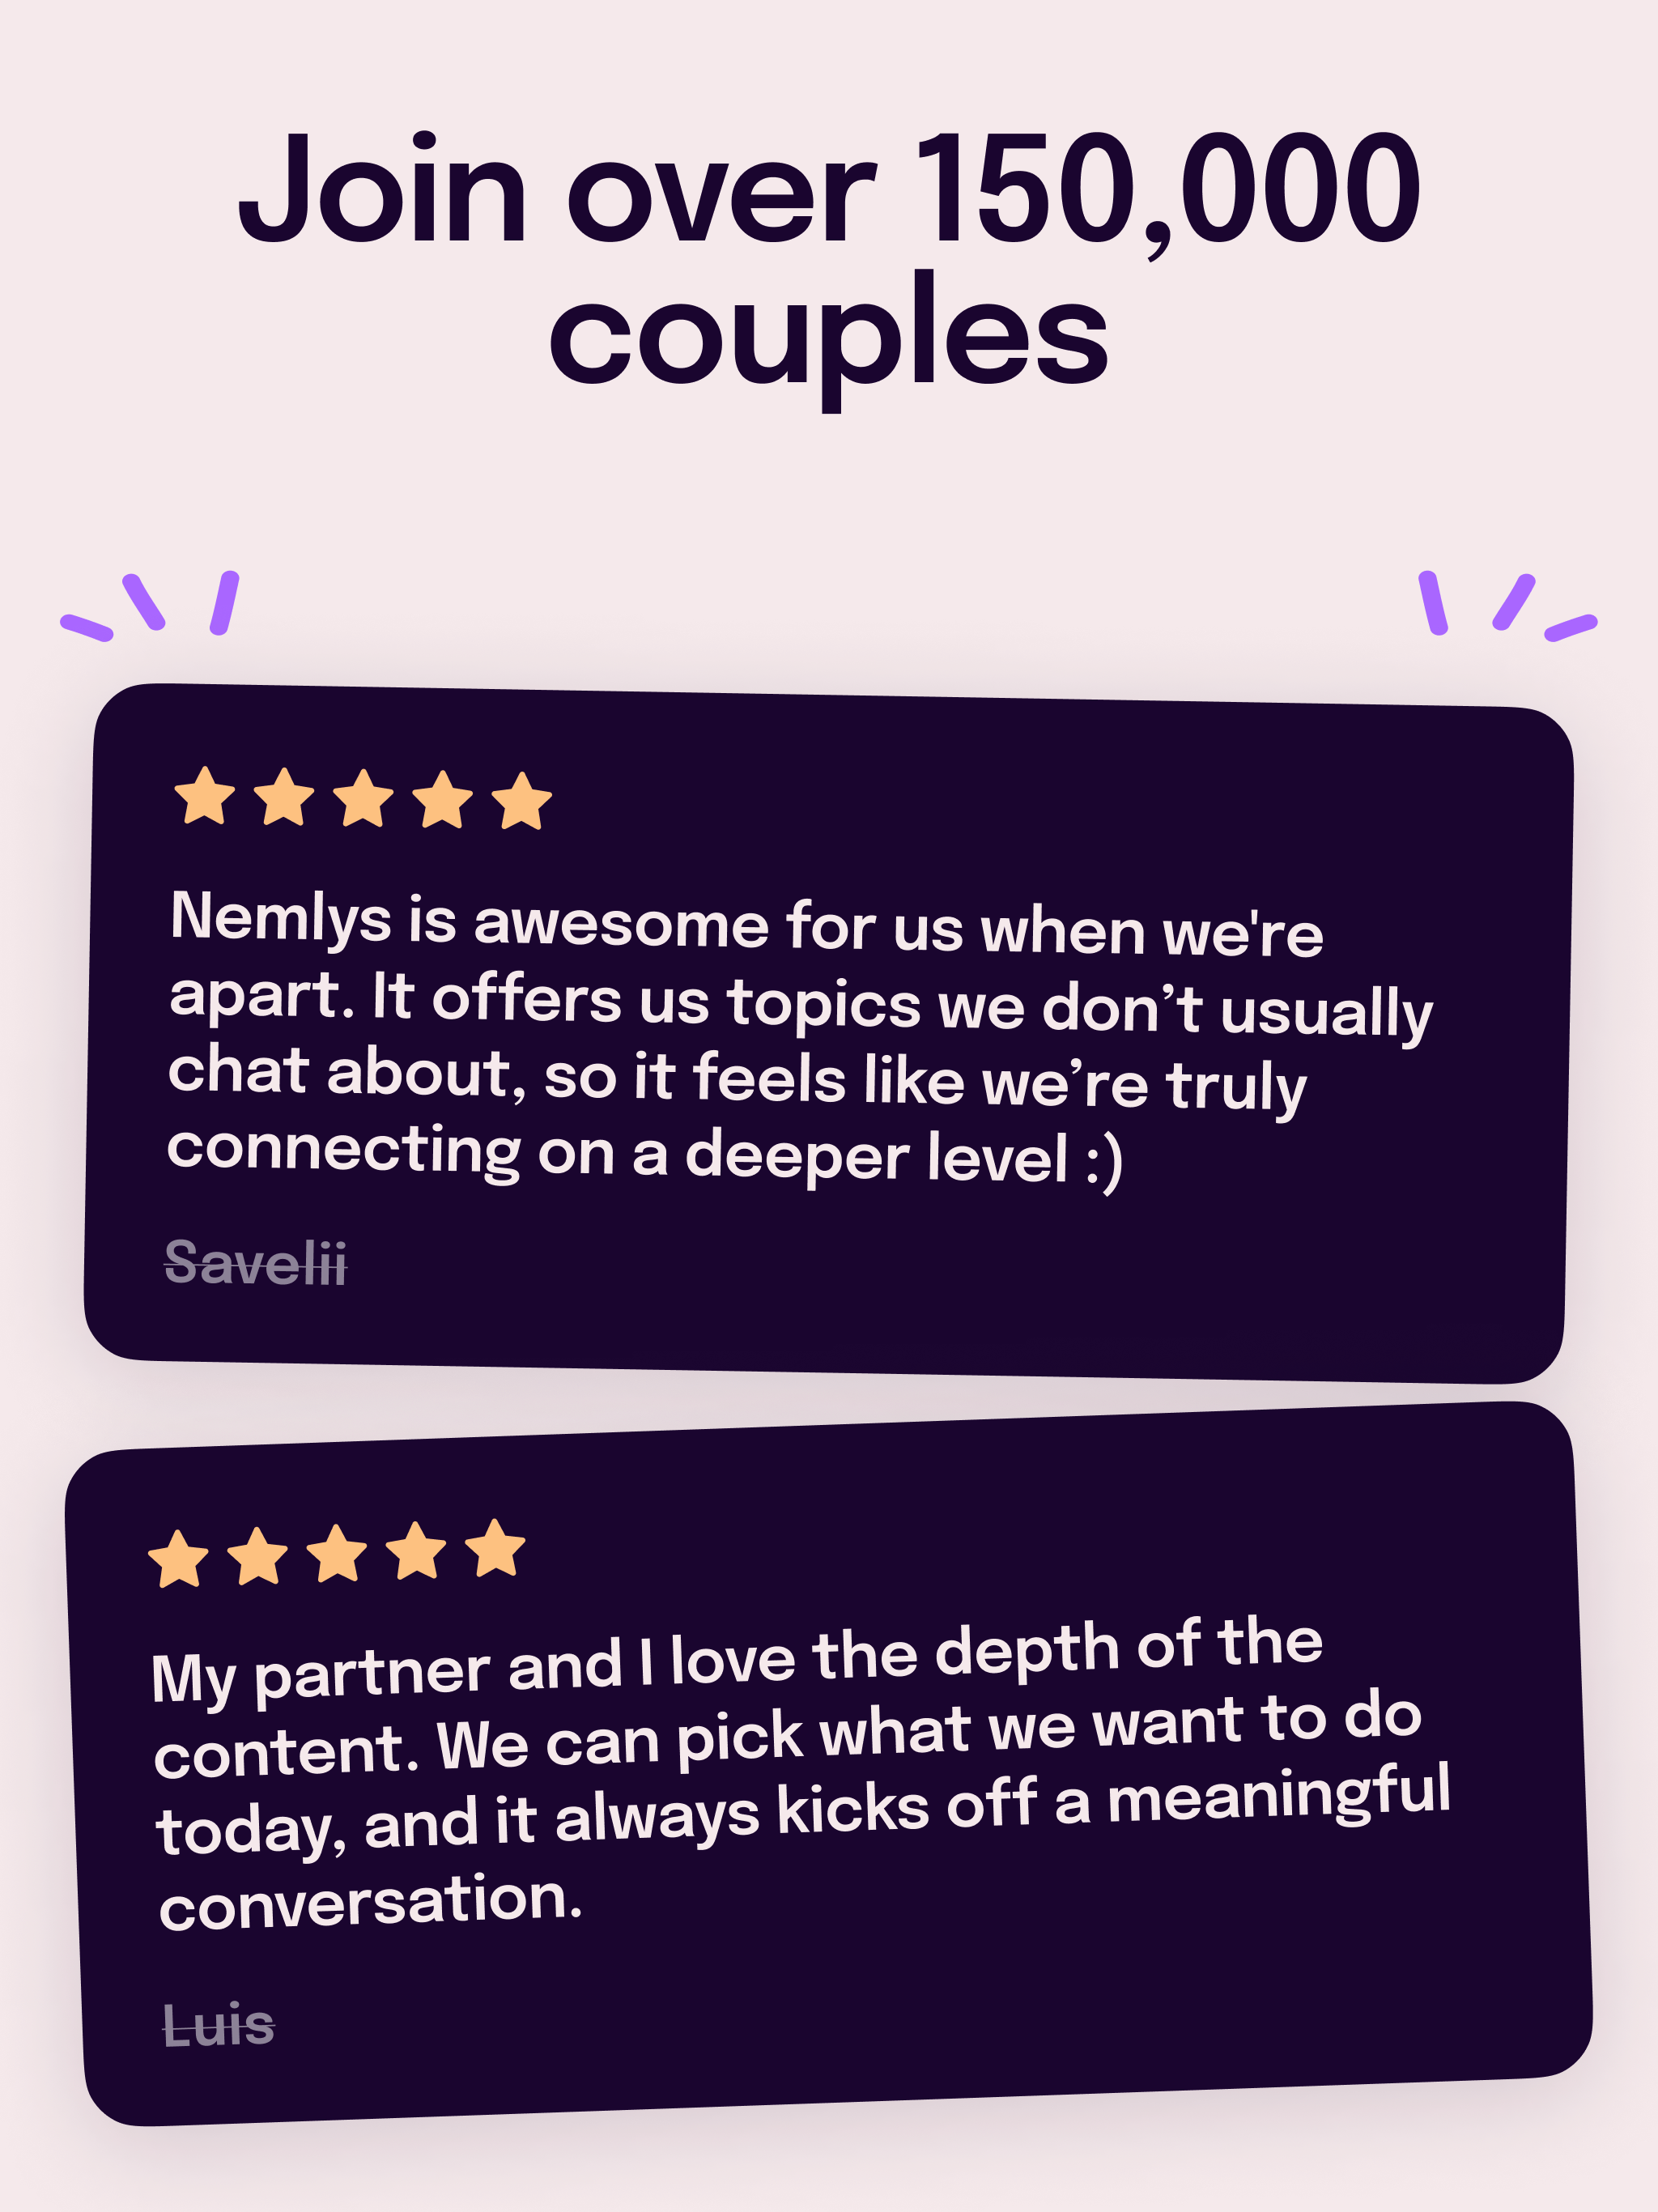 Join over 150,000
couples
Nemlys is awesome for us when we're
apart. It offers us topics we don’t usually
chat about, so it feels like we’re truly
connecting on a deeper level :)
Savelii
My partner and I love the depth of the
content. We can pick what we want to do
today, and it always kicks off a meaningful
conversation.
Luis